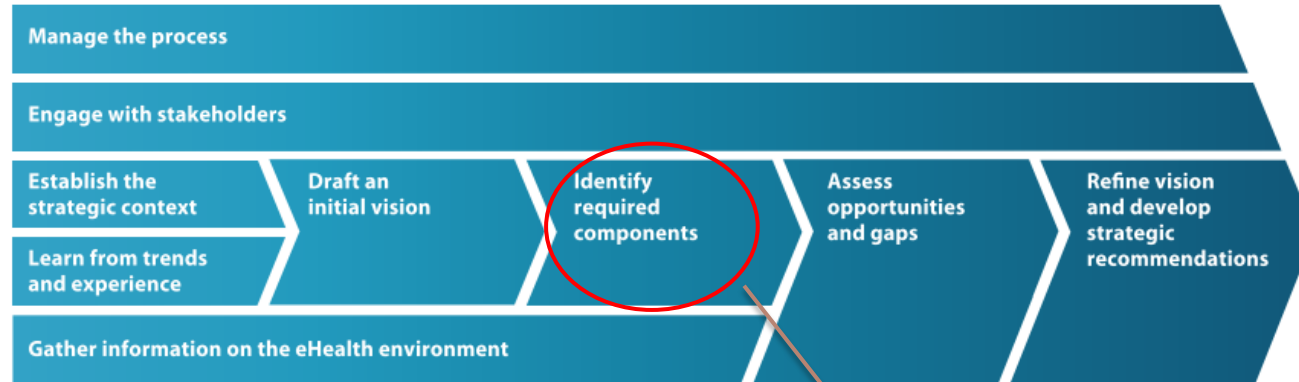 Manage the process
Engage with stakeholders
Establish the
strategic context
Learn from trends
and experience
Draft an
initial vision
Identify
required
components
Assess
opportunities
and gaps
Refine vision
and develop
strategic
recommendations
Gather information on the eHealth environment